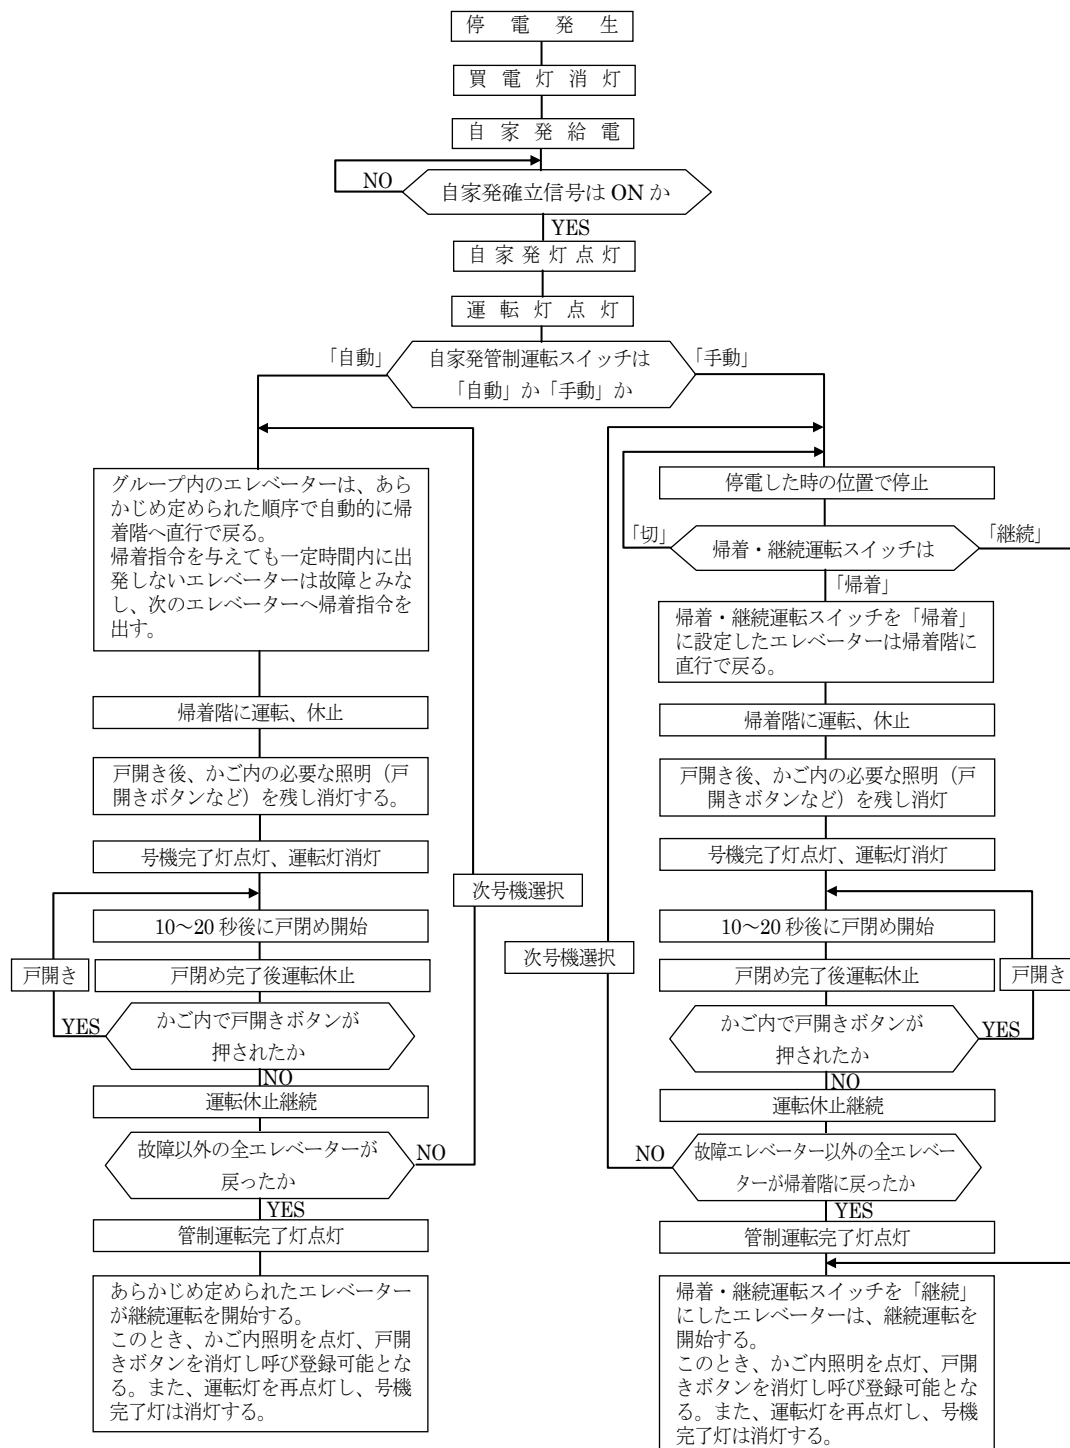 停電発生
買電灯消灯
自家発給電
NO
自家発確立信号は ON か
YES
自家発灯点灯
運転灯点灯
「自動」
自家発管制運転スイッチは
「自動」か「手動」か
「手動」
グループ内のエレベーターは、あら
かじめ定められた順序で自動的に帰
着階へ直行で戻る。
帰着指令を与えても一定時間内に出
発しないエレベーターは故障とみな
し、次のエレベーターへ帰着指令を
出す。
帰着階に運転、休止
戸開き後、かご内の必要な照明（戸
開きボタンなど）を残し消灯する。
号機完了灯点灯、運転灯消灯
次号機選択
10～20 秒後に戸閉め開始
戸開き
戸閉め完了後運転休止
YES
かご内で戸開きボタンが
押されたか
NO
運転休止継続
故障以外の全エレベーターが
戻ったか
NO
YES
管制運転完了灯点灯
あらかじめ定められたエレベーター
が継続運転を開始する。
このとき、かご内照明を点灯、戸開
きボタンを消灯し呼び登録可能とな
る。また、運転灯を再点灯し、号機
完了灯は消灯する。
停電した時の位置で停止
「切」
帰着・継続運転スイッチは
「継続」
「帰着」
帰着・継続運転スイッチを「帰着」
に設定したエレベーターは帰着階に
直行で戻る。
帰着階に運転、休止
戸開き後、かご内の必要な照明（戸
開きボタンなど）を残し消灯
号機完了灯点灯、運転灯消灯
10～20 秒後に戸閉め開始
次号機選択
戸閉め完了後運転休止
戸開き
かご内で戸開きボタンが
押されたか
YES
NO
運転休止継続
NO
故障エレベーター以外の全エレベー
ターが帰着階に戻ったか
YES
管制運転完了灯点灯
帰着・継続運転スイッチを「継続」
にしたエレベーターは、継続運転を
開始する。
このとき、かご内照明を点灯、戸開
きボタンを消灯し呼び登録可能とな
る。また、運転灯を再点灯し、号機
完了灯は消灯する。